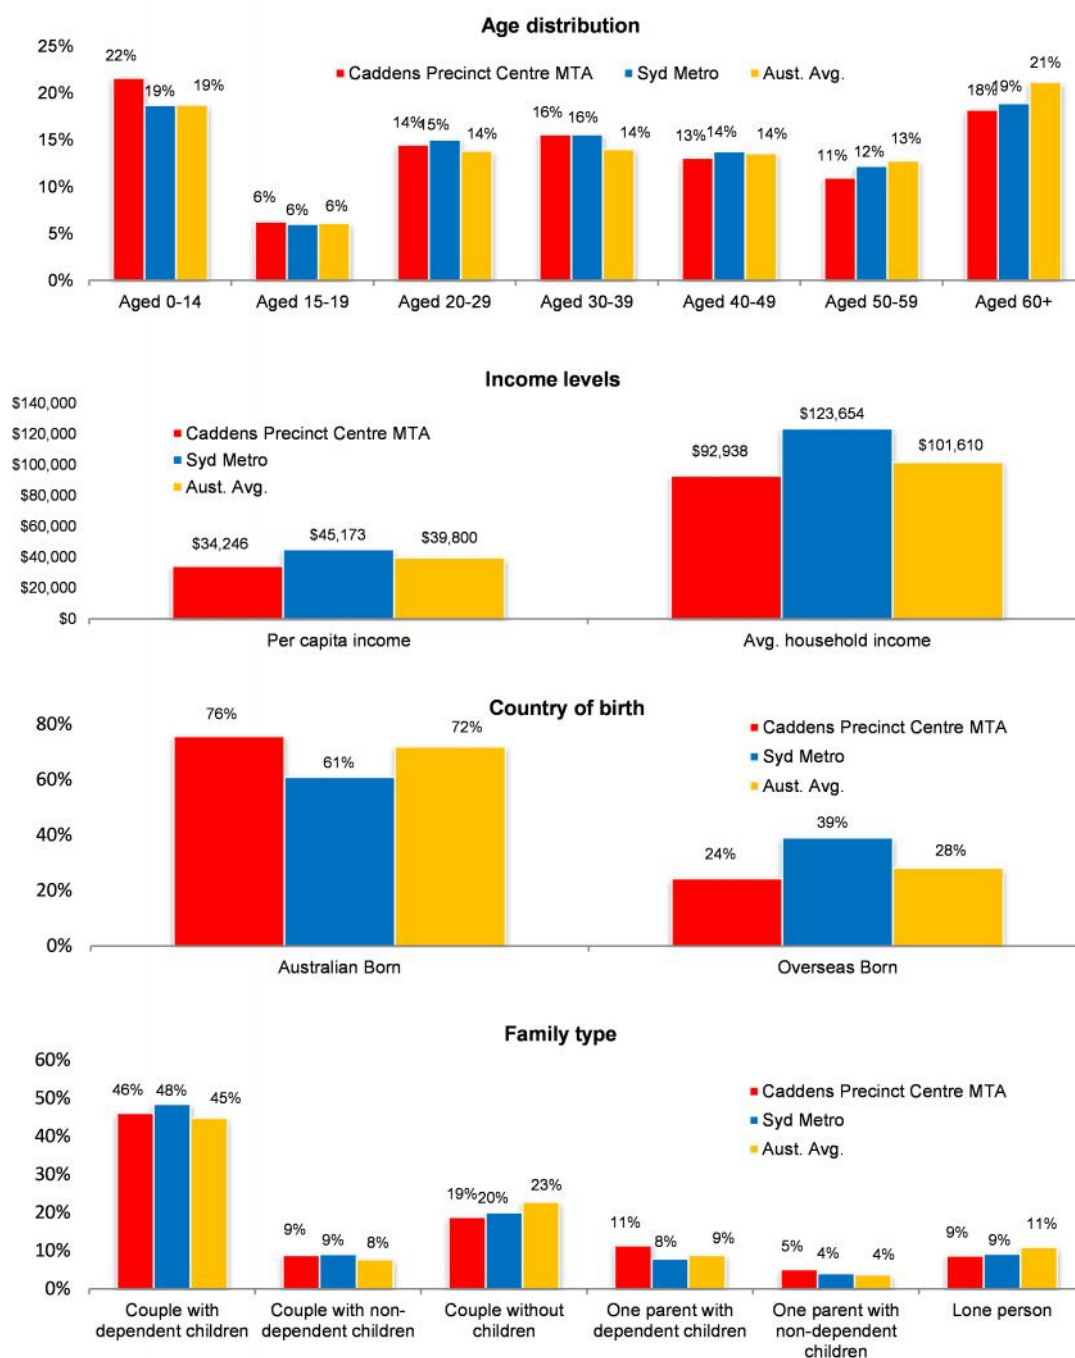 Age distribution
25%
20%
15%
10%
5%
0%
Caddens Precinct Centre MTA
Syd Metro
Aust. Avg.
22%
19%
19%
6%
6%
6%
14%
15%
14%
16%
16%
14%
13%
14%
14%
11%
12%
13%
18%
19%
21%
Aged 0-14
Aged 15-19
Aged 20-29
Aged 30-39
Aged 40-49
Aged 50-59
Aged 60+
Income levels
$140,000
$120,000
$100,000
$80,000
$60,000
$40,000
$20,000
$0
Caddens Precinct Centre MTA
Syd Metro
Aust. Avg.
$34,246
$45,173
$39,800
$92,938
$123,654
$101,610
Per capita income
Avg. household income
Country of birth
80%
60%
40%
20%
0%
Caddens Precinct Centre MTA
Syd Metro
Aust. Avg.
76%
61%
72%
24%
39%
28%
Australian Born
Overseas Born
Family type
60%
50%
40%
30%
20%
10%
0%
Caddens Precinct Centre MTA
Syd Metro
Aust. Avg.
46%
48%
45%
9%
9%
8%
19%
20%
23%
11%
8%
9%
5%
4%
4%
9%
9%
11%
Couple with
dependent children
Couple with non-
dependent children
Couple without
children
One parent with
dependent children
One parent with
non-dependent
children
Lone person